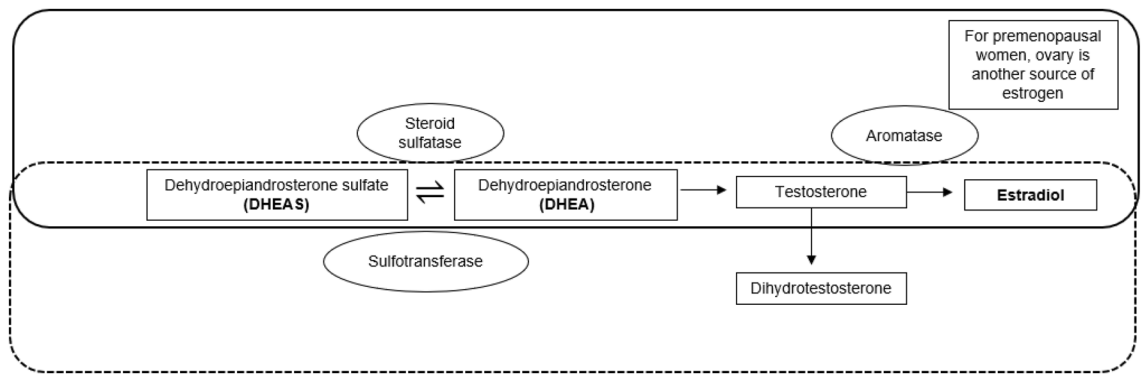 For premenopausal
women, ovary is
another source of
estrogen
Steroid
sulfatase
Aromatase
Dehydroepiandrosterone sulfate
(DHEAS)
Dehydroepiandrosterone
(DHEA)
Testosterone
Estradiol
Sulfotransferase
Dihydrotestosterone